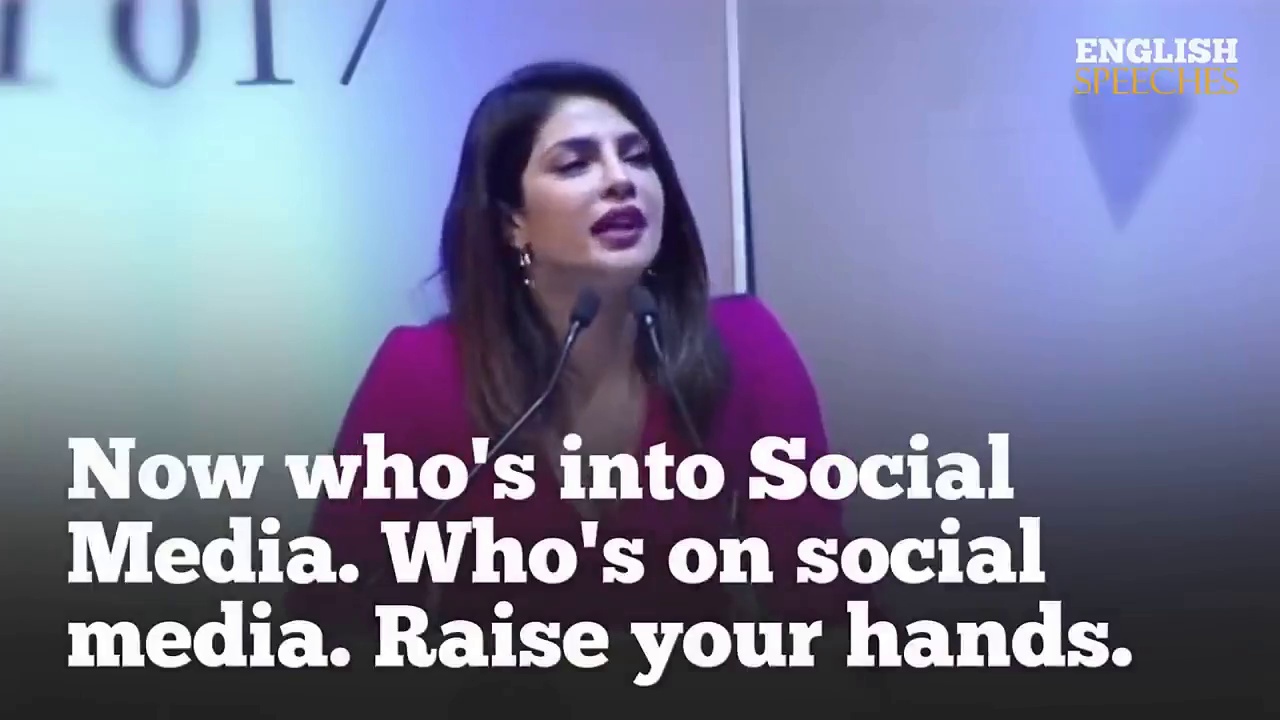 ENGLISH
SPEECHES
Now who's into Social
Media. Who's on social
media. Raise your hands.